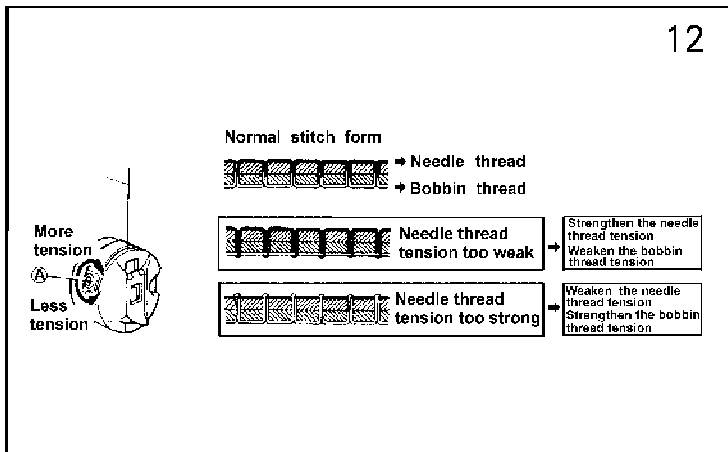 12
Normal stitch form
Needle thread
Bobbin thread
More
tension
A
Less
tension
Needle thread
tension too weak
Strengthen the needle
thread tension
Weaken the bobbin
thread tension
Needle thread
tension too strong
Weaken the needle
thread tension
Strengthen the bobbin
thread tension